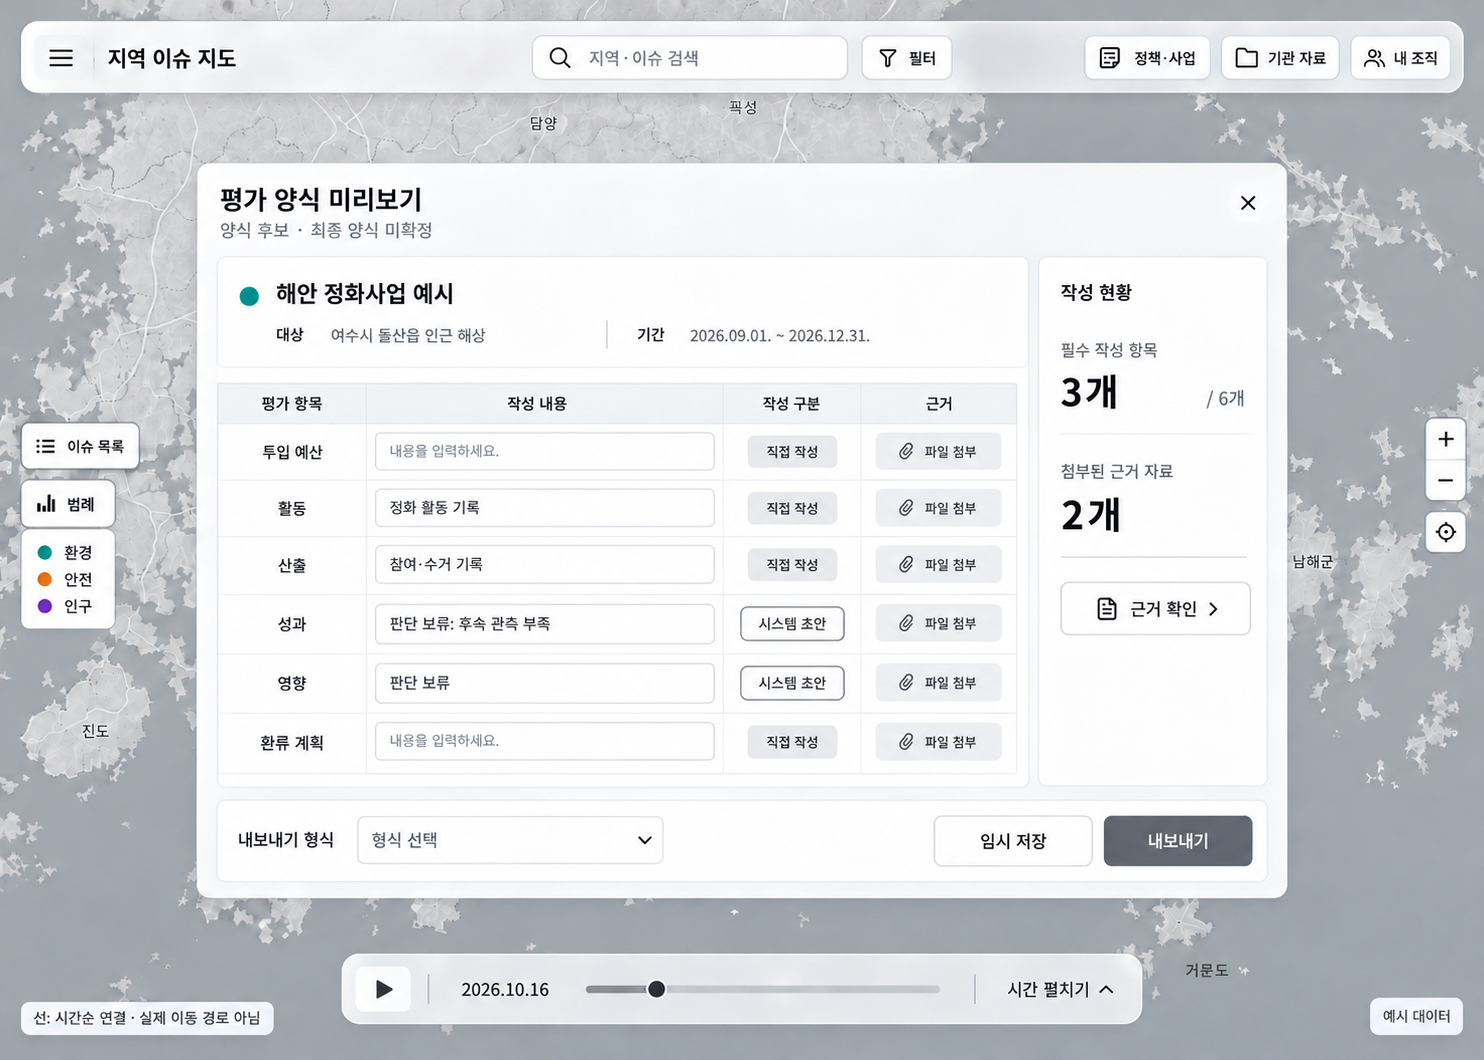 지역 이슈 지도
지역 · 이슈 검색
필터
정책·사업
기관 자료
내 조직
담양
곡성
평가 양식 미리보기
양식 후보 · 최종 양식 미확정
해안 정화사업 예시
대상 여수시 돌산읍 인근 해상
기간 2026.09.01. ~ 2026.12.31.
평가 항목 작성 내용 작성 구분 근거
투입 예산 내용을 입력하세요. 직접 작성 파일 첨부
활동 정화 활동 기록 직접 작성 파일 첨부
산출 참여·수거 기록 직접 작성 파일 첨부
성과 판단 보류: 후속 관측 부족 시스템 초안 파일 첨부
영향 판단 보류 시스템 초안 파일 첨부
환류 계획 내용을 입력하세요. 직접 작성 파일 첨부
작성 현황
필수 작성 항목
3개 / 6개
첨부된 근거 자료
2개
근거 확인
내보내기 형식
형식 선택
임시 저장
내보내기
이슈 목록
범례
환경
안전
인구
진도
남해군
거문도
2026.10.16
시간 펼치기
선: 시간순 연결 · 실제 이동 경로 아님
예시 데이터